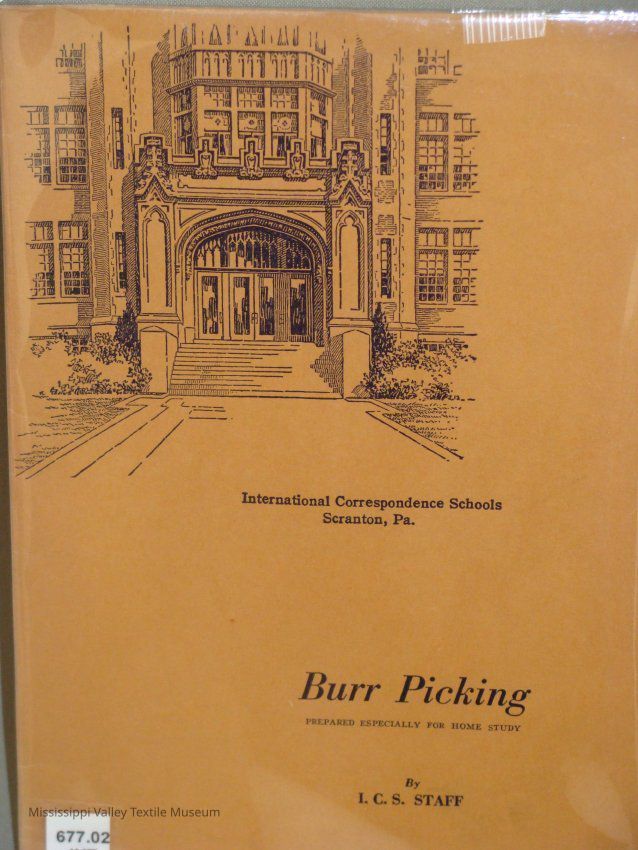 International Correspondence Schools
Scranton, Pa.
Burr Picking
PREPARED ESPECIALLY FOR HOME STUDY
By
I. C. S. STAFF
Mississippi Valley Textile Museum
677.02